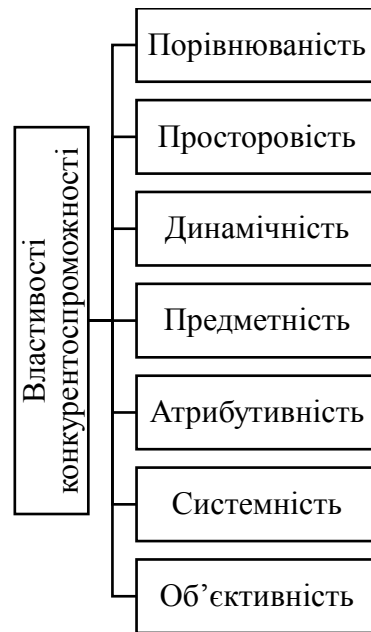 Властивості
конкурентоспроможності
Порівнюваність
Просторовість
Динамічність
Предметність
Атрибутивність
Системність
Об’єктивність